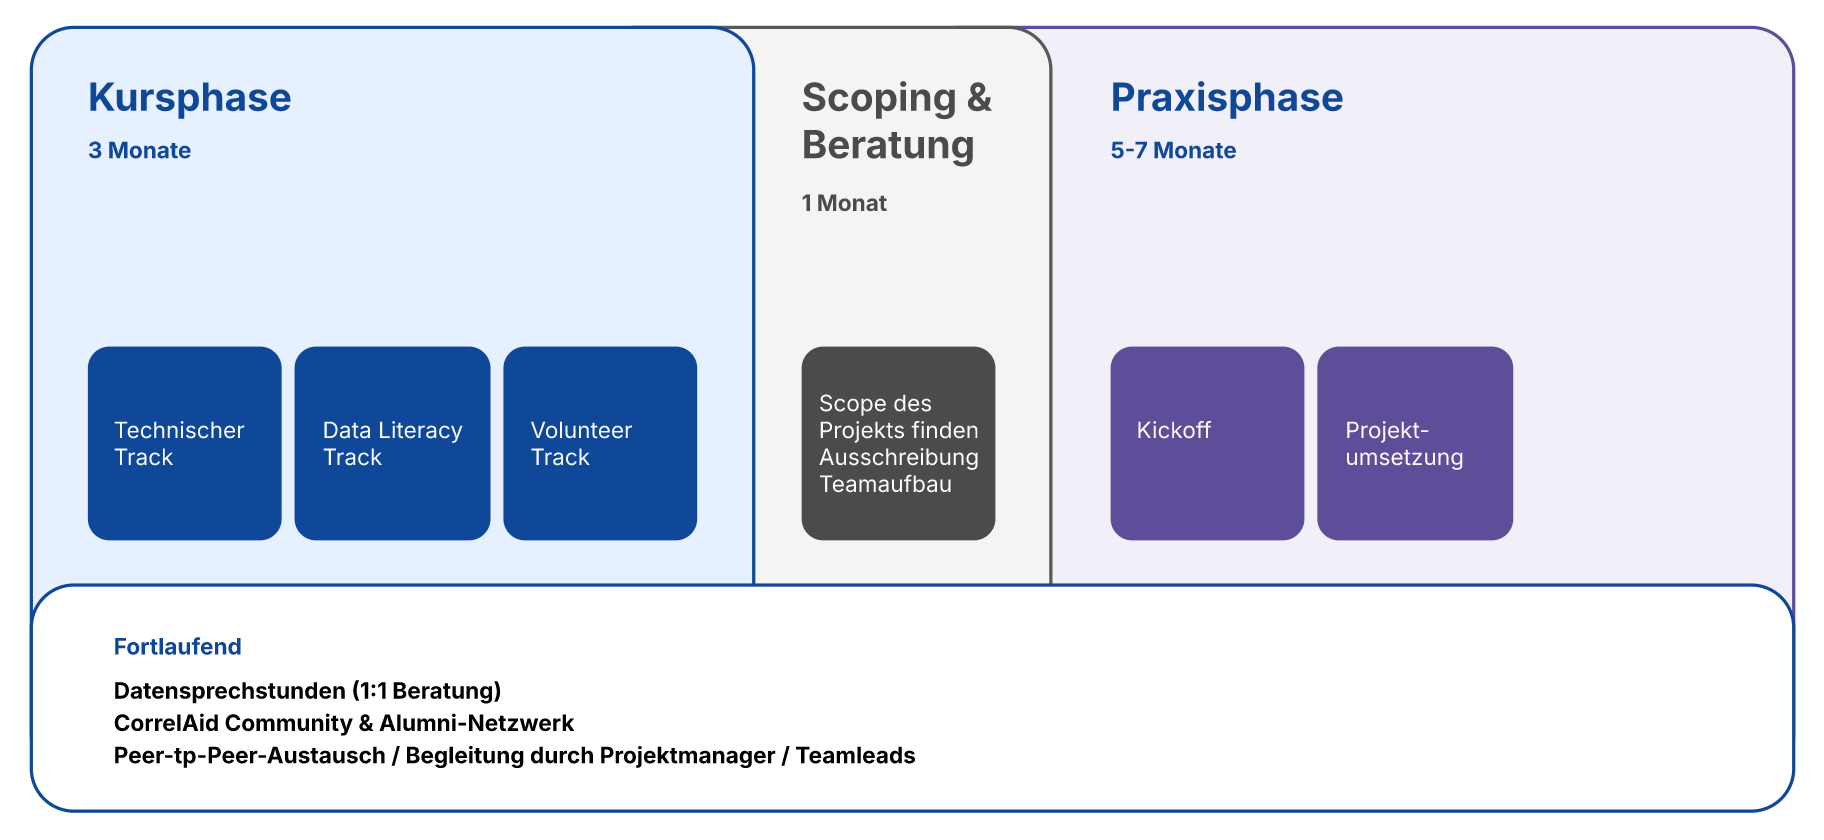 Kursphase
3 Monate
Scoping &
Beratung
1 Monat
Praxisphase
5-7 Monate
Technischer
Track
Data Literacy
Track
Volunteer
Track
Scope des
Projekts finden
Ausschreibung
Teamaufbau
Kickoff
Projekt-
umsetzung
Fortlaufend
Datensprechstunden (1:1 Beratung)
CorrelAid Community & Alumni-Netzwerk
Peer-tp-Peer-Austausch / Begleitung durch Projektmanager / Teamleads